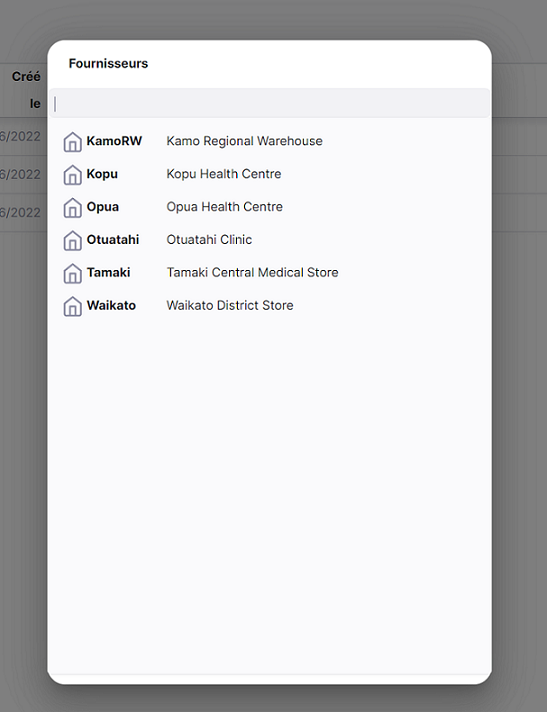 Fournisseurs
Créé
le
6/2022
6/2022
6/2022
KamoRW Kamo Regional Warehouse
Kopu Kopu Health Centre
Opua Opua Health Centre
Otuatahi Otuatahi Clinic
Tamaki Tamaki Central Medical Store
Waikato Waikato District Store